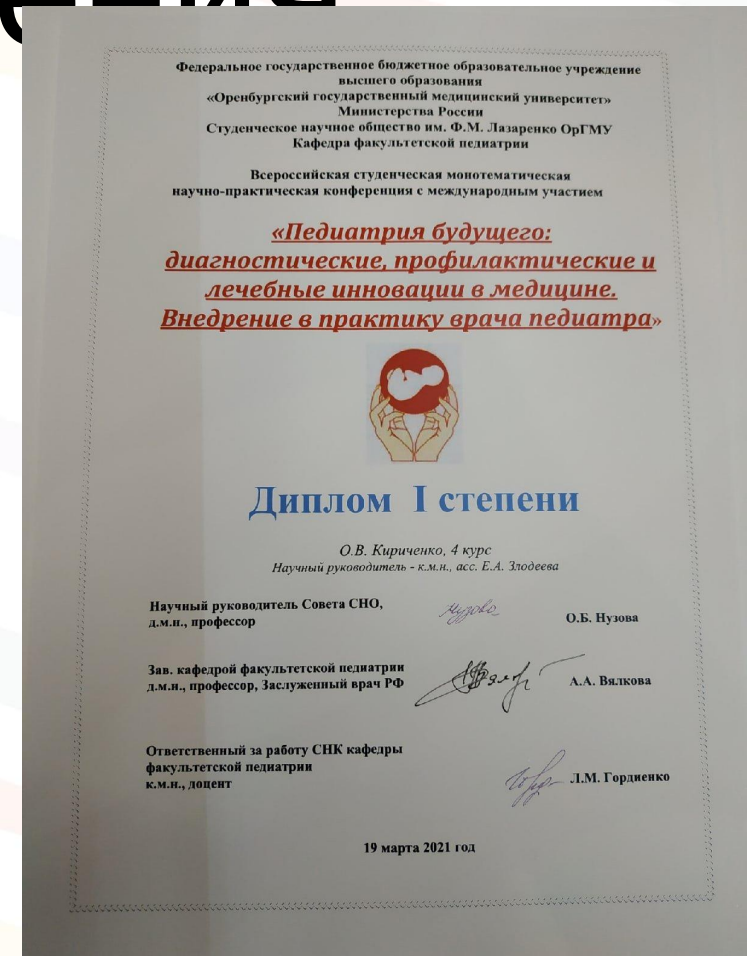 Федеральное государственное бюджетное образовательное учреждение
высшего образования
«Оренбургский государственный медицинский университет»
Министерства России
Студенческое научное общество им. Ф.М. Лазаренко ОрГМУ
Кафедра факультетской педиатрии
Всероссийская студенческая монотематическая
научно-практическая конференция с международным участием
«Педиатрия будущего:
диагностические, профилактические и
лечебные инновации в медицине.
Внедрение в практику врача педиатра»
Диплом I степени
О.В. Кириченко, 4 курс
Научный руководитель - к.м.н., асс. Е.А. Злодеева
Научный руководитель Совета СНО,
д.м.н., профессор
Нузова
О.Б. Нузова
Зав. кафедрой факультетской педиатрии
д.м.н., профессор, Заслуженный врач РФ
А.А. Вялкова
Ответственный за работу СНК кафедры
факультетской педиатрии
к.м.н., доцент
Л.М. Гордиенко
19 марта 2021 год